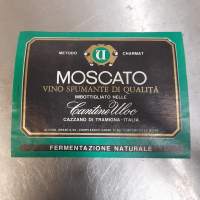 METODO CHARMAT
U
MOSCATO
VINO SPUMANTE DI QUALITÀ
IMBOTTIGLIATO NELLE
Cantine Uloc
CAZZANO DI TRAMIGNA - ITALIA
FERMENTAZIONE NATURALE